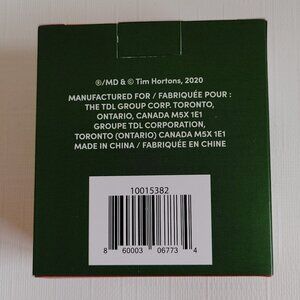 ®/MD & © Tim Hortons, 2020
MANUFACTURED FOR / FABRIQUÉE POUR :
THE TDL GROUP CORP. TORONTO,
ONTARIO, CANADA M5X 1E1
GROUPE TDL CORPORATION,
TORONTO (ONTARIO) CANADA M5X 1E1
MADE IN CHINA / FABRIQUÉE EN CHINE
10015382
8 60003 06773 4